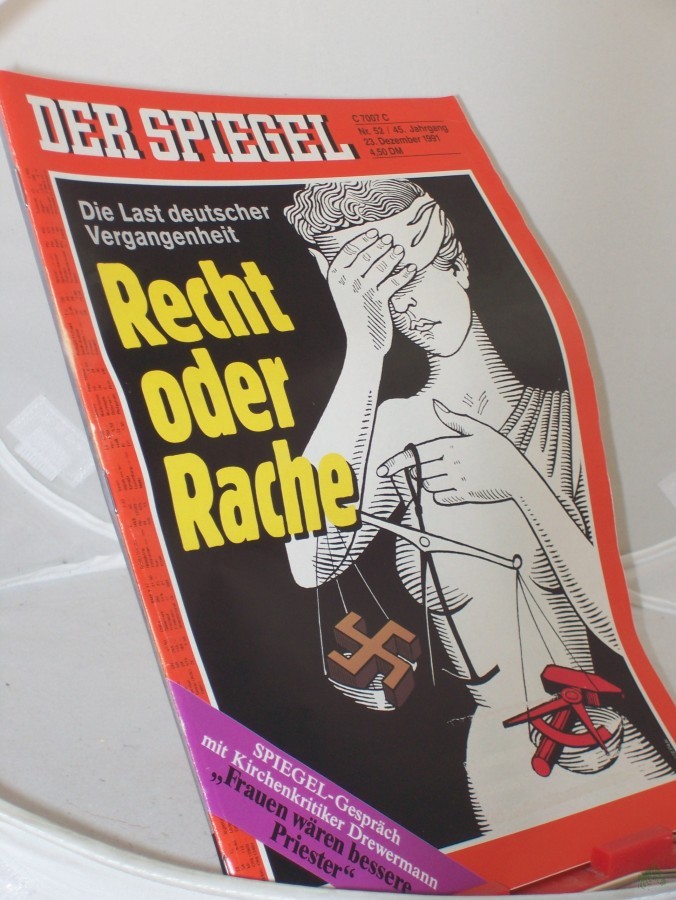 DER SPIEGEL
C 7007 C
Nr. 52 / 45. Jahrgang
23. Dezember 1991
4,50 DM
Die Last deutscher
Vergangenheit
Recht
oder
Rache
SPIEGEL-Gespräch
mit Kirchenkritiker Drewermann
„Frauen wären bessere
Priester“